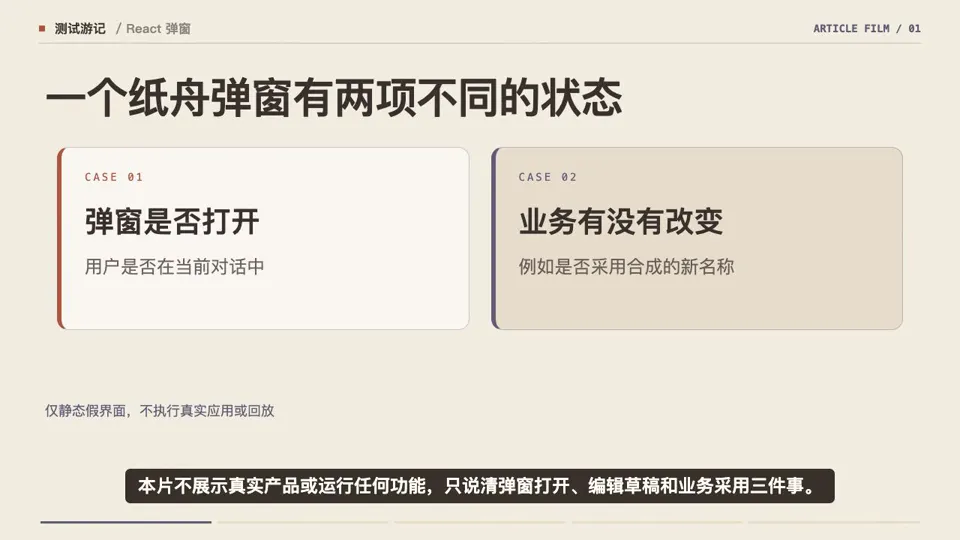 测试游记 / React 弹窗
ARTICLE FILM / 01
一个纸舟弹窗有两项不同的状态
CASE 01
弹窗是否打开
用户是否在当前对话中
CASE 02
业务有没有改变
例如是否采用合成的新名称
仅静态假界面，不执行真实应用或回放
本片不展示真实产品或运行任何功能，只说清弹窗打开、编辑草稿和业务采用三件事。